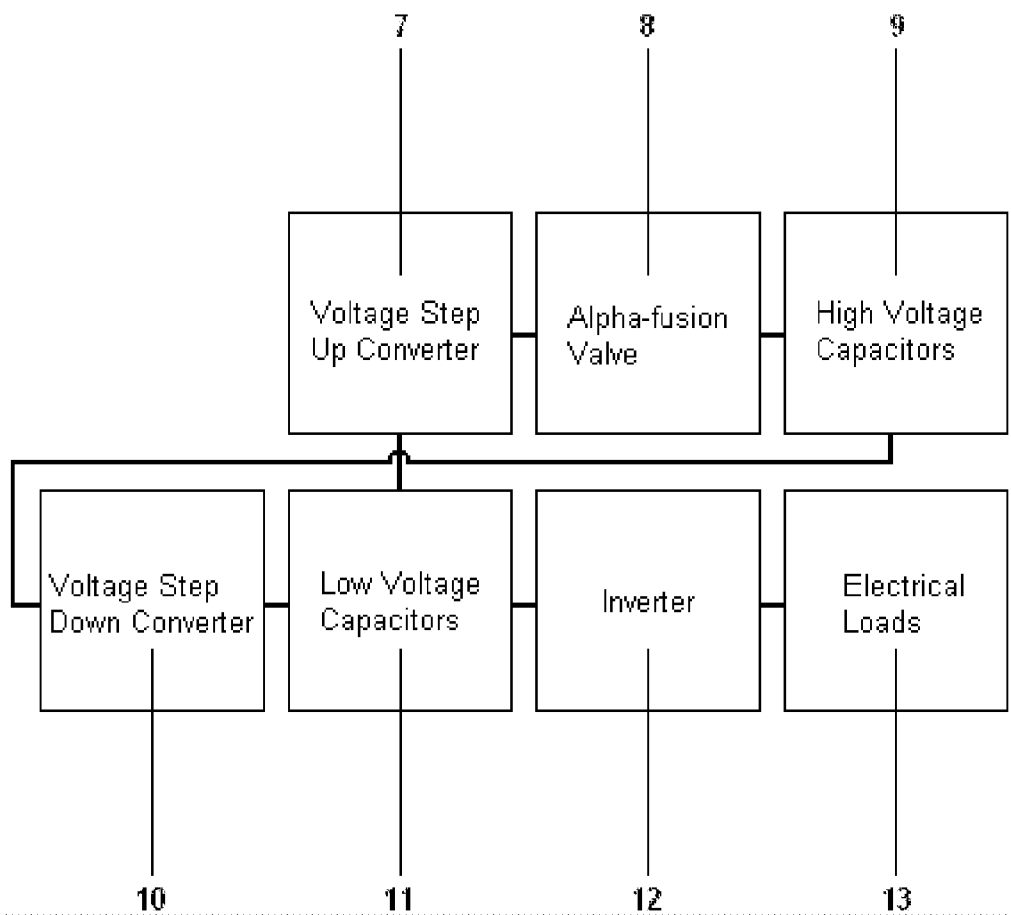 7
8
9
Voltage Step
Up Converter
Alpha-fusion
Valve
High Voltage
Capacitors
Voltage Step
Down Converter
Low Voltage
Capacitors
Inverter
Electrical
Loads
10
11
12
13